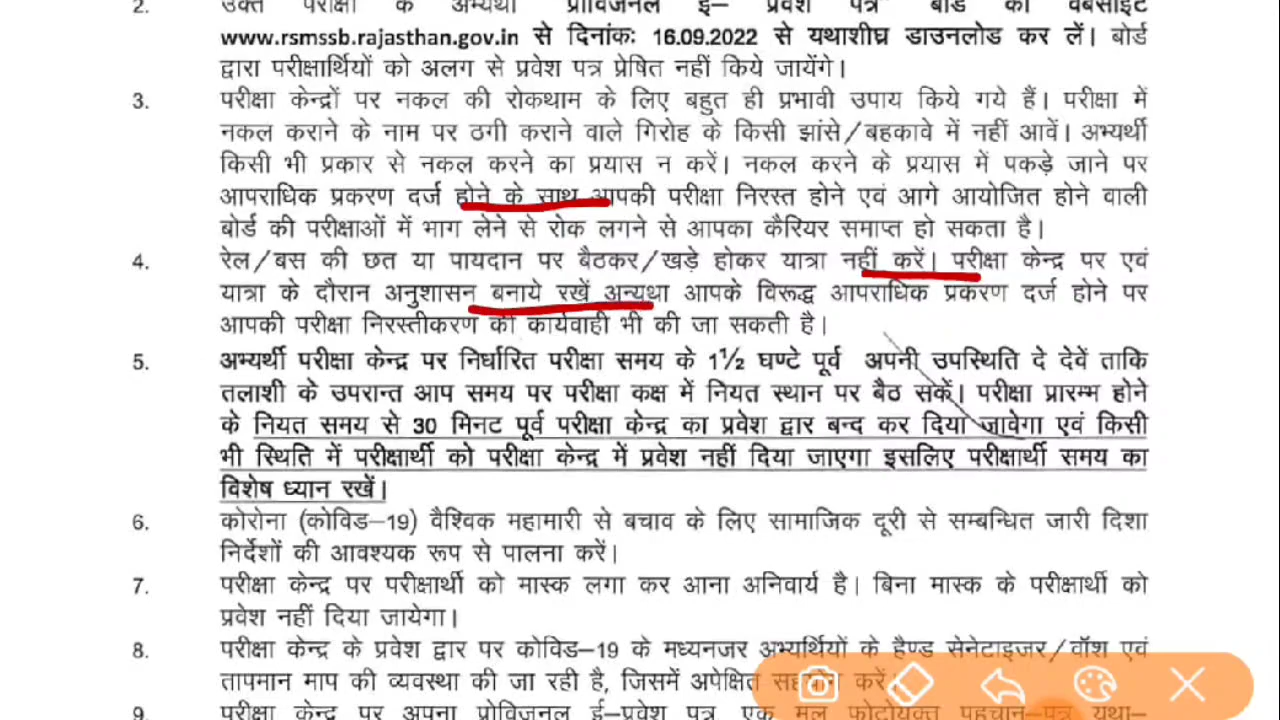 2. उक्त परीक्षा के अभ्यर्थी प्रोविजनल ई– प्रवेश पत्र बोर्ड की वेबसाइट
www.rsmssb.rajasthan.gov.in से दिनांकः 16.09.2022 से यथाशीघ्र डाउनलोड कर लें। बोर्ड
द्वारा परीक्षार्थियों को अलग से प्रवेश पत्र प्रेषित नहीं किये जायेंगे।
3. परीक्षा केन्द्रों पर नकल की रोकथाम के लिए बहुत ही प्रभावी उपाय किये गये हैं। परीक्षा में
नकल कराने के नाम पर ठगी कराने वाले गिरोह के किसी झांसे/बहकावे में नहीं आवें। अभ्यर्थी
किसी भी प्रकार से नकल करने का प्रयास न करें। नकल करने के प्रयास में पकड़े जाने पर
आपराधिक प्रकरण दर्ज होने के साथ आपकी परीक्षा निरस्त होने एवं आगे आयोजित होने वाली
बोर्ड की परीक्षाओं में भाग लेने से रोक लगने से आपका कैरियर समाप्त हो सकता है।
4. रेल/बस की छत या पायदान पर बैठकर/खड़े होकर यात्रा नहीं करें। परीक्षा केन्द्र पर एवं
यात्रा के दौरान अनुशासन बनाये रखें अन्यथा आपके विरूद्ध आपराधिक प्रकरण दर्ज होने पर
आपकी परीक्षा निरस्तीकरण की कार्यवाही भी की जा सकती है।
5. अभ्यर्थी परीक्षा केन्द्र पर निर्धारित परीक्षा समय के 1½ घण्टे पूर्व अपनी उपस्थिति दे देवें ताकि
तलाशी के उपरान्त आप समय पर परीक्षा कक्ष में नियत स्थान पर बैठ सकें। परीक्षा प्रारम्भ होने
के नियत समय से 30 मिनट पूर्व परीक्षा केन्द्र का प्रवेश द्वार बन्द कर दिया जावेगा एवं किसी
भी स्थिति में परीक्षार्थी को परीक्षा केन्द्र में प्रवेश नहीं दिया जाएगा इसलिए परीक्षार्थी समय का
विशेष ध्यान रखें।
6. कोरोना (कोविड–19) वैश्विक महामारी से बचाव के लिए सामाजिक दूरी से सम्बन्धित जारी दिशा
निर्देशों की आवश्यक रूप से पालना करें।
7. परीक्षा केन्द्र पर परीक्षार्थी को मास्क लगा कर आना अनिवार्य है। बिना मास्क के परीक्षार्थी को
प्रवेश नहीं दिया जायेगा।
8. परीक्षा केन्द्र के प्रवेश द्वार पर कोविड–19 के मध्यनजर अभ्यर्थियों के हैण्ड सेनेटाइजर/वॉश एवं
तापमान माप की व्यवस्था की जा रही है, जिसमें अपेक्षित सहयोग करें
9. परीक्षा केन्द्र पर अपना प्रोविजनल ई–प्रवेश पत्र एक मूल फोटोयुक्त पहचान–पत्र यथा–